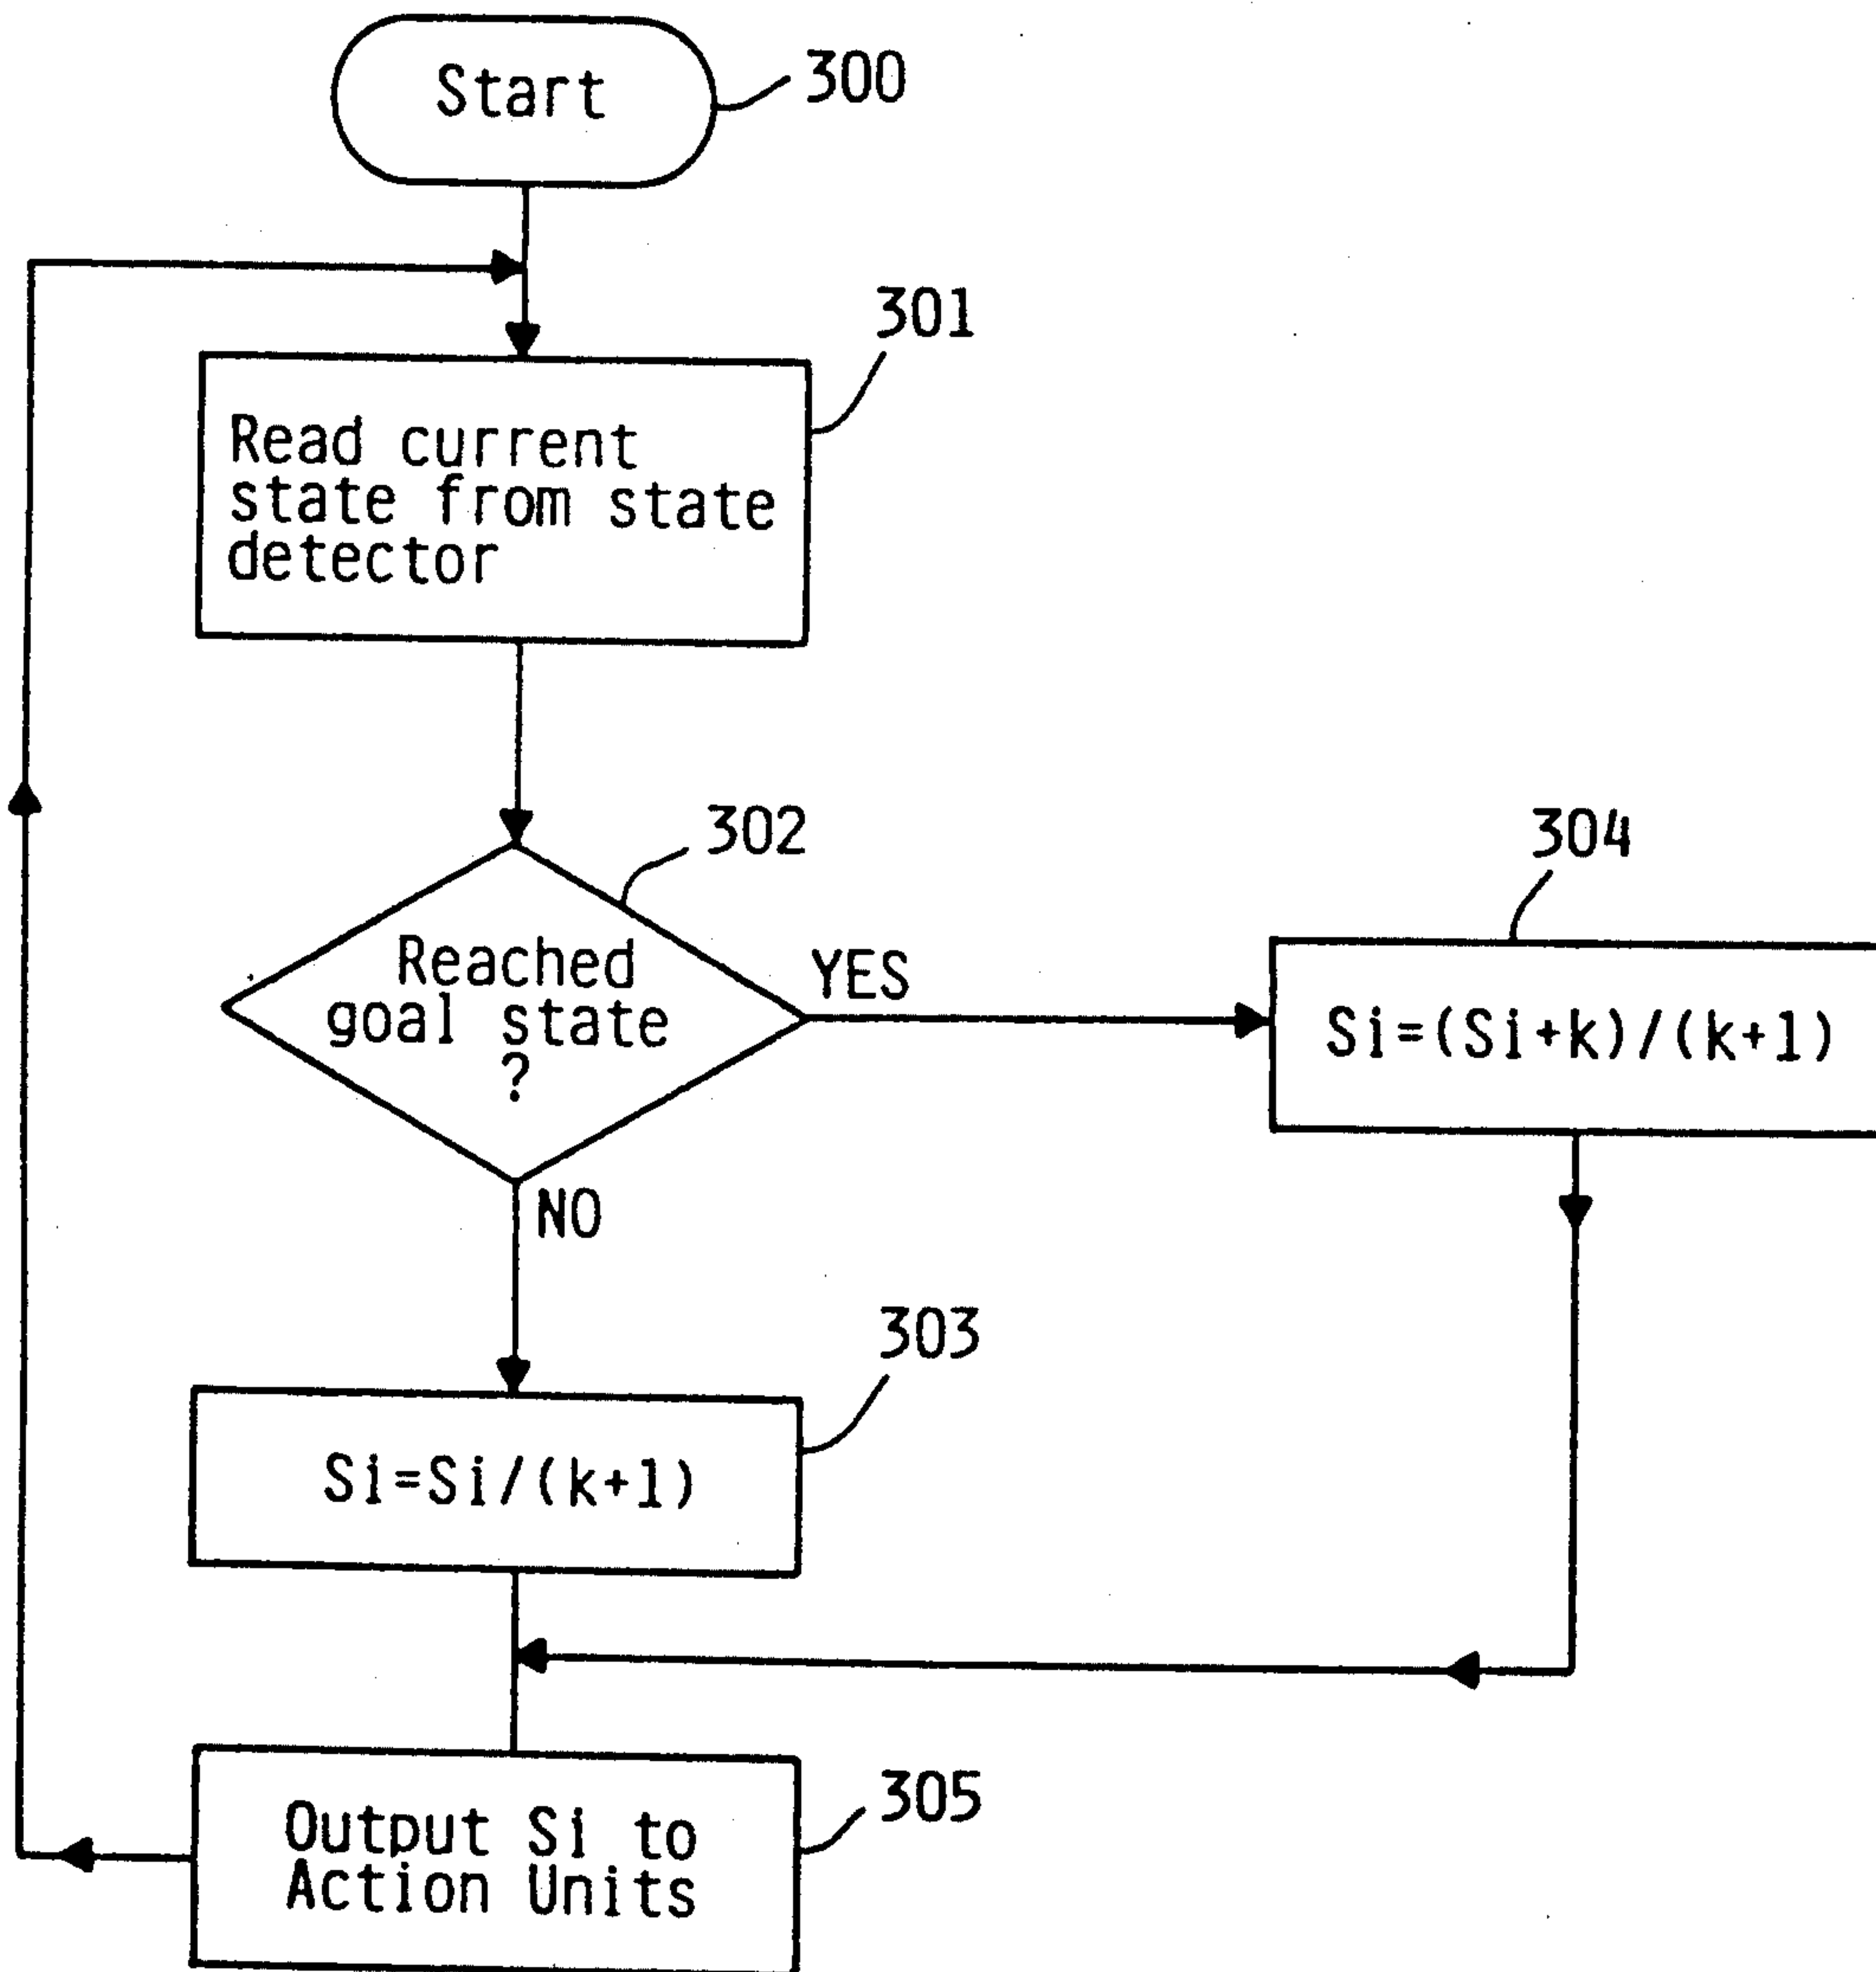 Start
300
301
Read current
state from state
detector
302
Reached
goal state
?
YES
NO
304
Si=(Si+k)/(k+1)
303
Si=Si/(k+1)
305
Output Si to
Action Units